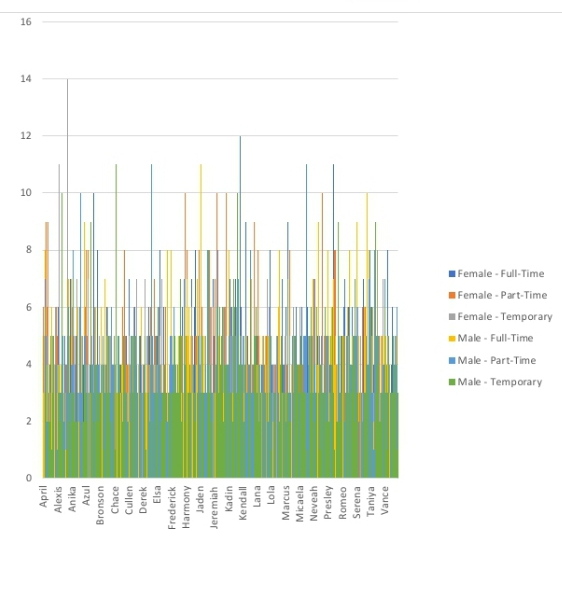 16
14
12
10
8
6
4
2
0
Female - Full-Time
Female - Part-Time
Female - Temporary
Male - Full-Time
Male - Part-Time
Male - Temporary
April
Alexis
Anika
Azul
Bronson
Chace
Cullen
Derek
Elsa
Frederick
Harmony
Jaden
Jeremiah
Kadin
Kendall
Lana
Lola
Marcus
Micaela
Neveah
Presley
Romeo
Serena
Taniya
Vance